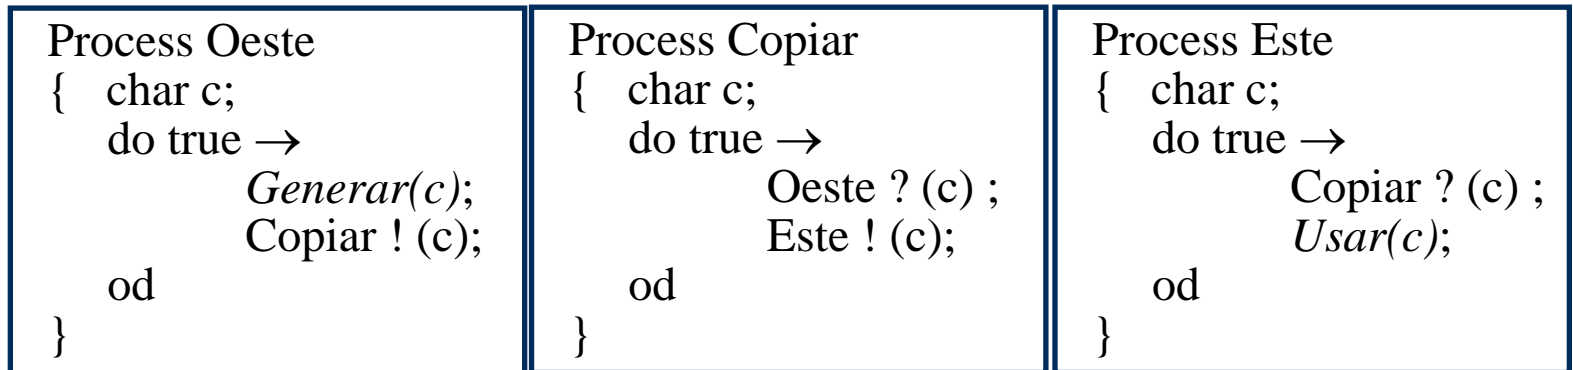 Process Oeste
{ char c;
do true →
Generar(c);
Copiar ! (c);
od
}
Process Copiar
{ char c;
do true →
Oeste ? (c) ;
Este ! (c);
od
}
Process Este
{ char c;
do true →
Copiar ? (c) ;
Usar(c);
od
}